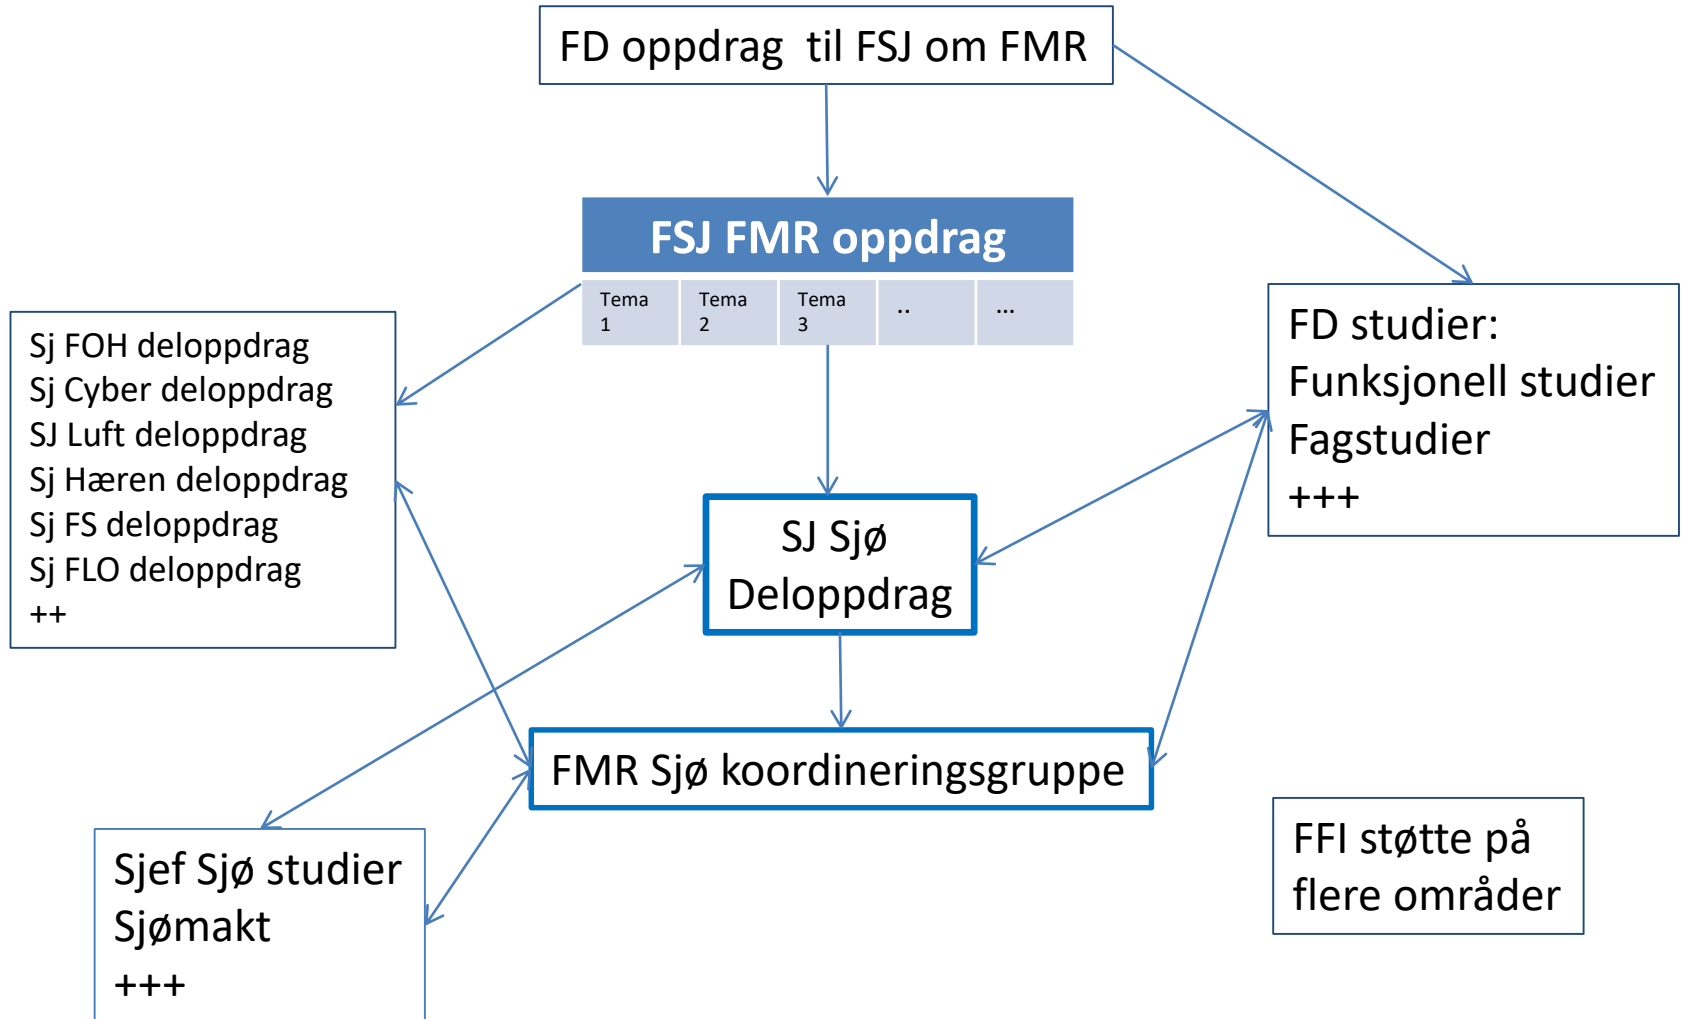 FD oppdrag  til FSJ om FMR
FSJ FMR oppdrag
Tema 1
Tema 2
Tema 3
..
...
Sj FOH deloppdrag
Sj Cyber deloppdrag
SJ Luft deloppdrag
Sj Hæren deloppdrag
Sj FS deloppdrag
Sj FLO deloppdrag
++
FD studier:
Funksjonell studier
Fagstudier
+++
SJ Sjø
Deloppdrag
FMR Sjø koordineringsgruppe
Sjef Sjø studier
Sjømakt
+++
FFI støtte på
flere områder